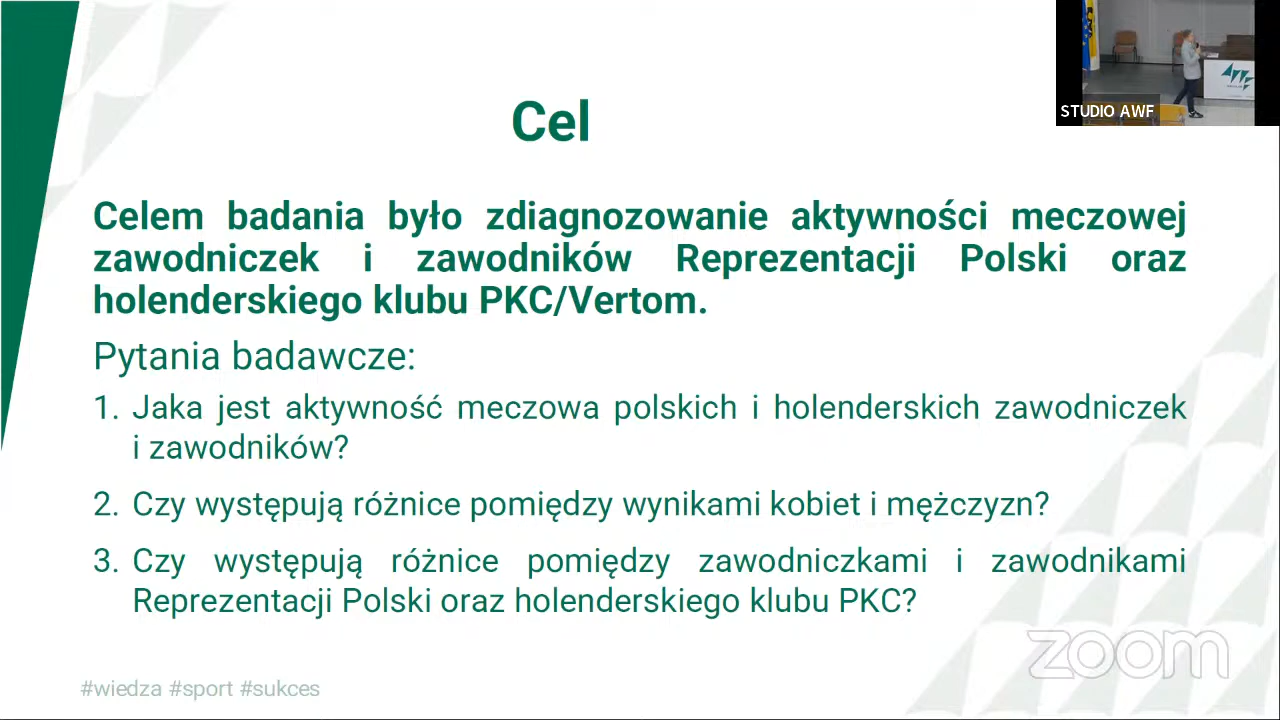 Cel
STUDIO AWF
Celem badania było zdiagnozowanie aktywności meczowej
zawodniczek i zawodników Reprezentacji Polski oraz
holenderskiego klubu PKC/Vertom.
Pytania badawcze:
1. Jaka jest aktywność meczowa polskich i holenderskich zawodniczek
i zawodników?
2. Czy występują różnice pomiędzy wynikami kobiet i mężczyzn?
3. Czy występują różnice pomiędzy zawodniczkami i zawodnikami
Reprezentacji Polski oraz holenderskiego klubu PKC?
zoom
#wiedza #sport #sukces